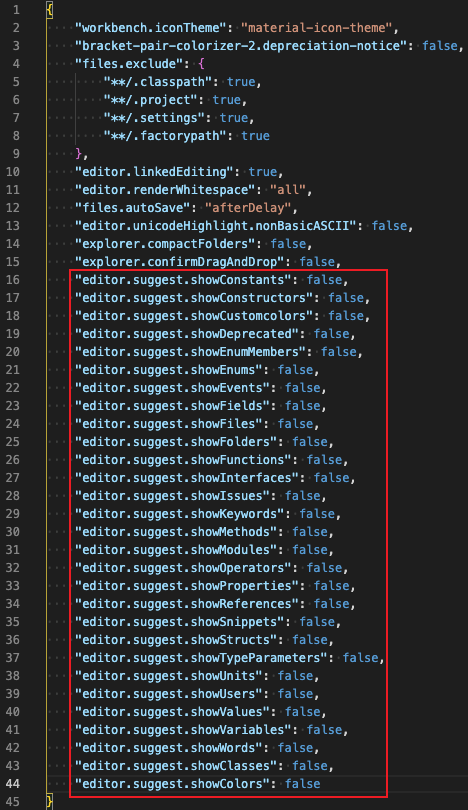 1 {
2 "workbench.iconTheme": "material-icon-theme",
3 "bracket-pair-colorizer-2.depreciation-notice": false,
4 "files.exclude": {
5 "**/.classpath": true,
6 "**/.project": true,
7 "**/.settings": true,
8 "**/.factorypath": true
9 },
10 "editor.linkedEditing": true,
11 "editor.renderWhitespace": "all",
12 "files.autoSave": "afterDelay",
13 "editor.unicodeHighlight.nonBasicASCII": false,
14 "explorer.compactFolders": false,
15 "explorer.confirmDragAndDrop": false,
16 "editor.suggest.showConstants": false,
17 "editor.suggest.showConstructors": false,
18 "editor.suggest.showCustomcolors": false,
19 "editor.suggest.showDeprecated": false,
20 "editor.suggest.showEnumMembers": false,
21 "editor.suggest.showEnums": false,
22 "editor.suggest.showEvents": false,
23 "editor.suggest.showFields": false,
24 "editor.suggest.showFiles": false,
25 "editor.suggest.showFolders": false,
26 "editor.suggest.showFunctions": false,
27 "editor.suggest.showInterfaces": false,
28 "editor.suggest.showIssues": false,
29 "editor.suggest.showKeywords": false,
30 "editor.suggest.showMethods": false,
31 "editor.suggest.showModules": false,
32 "editor.suggest.showOperators": false,
33 "editor.suggest.showProperties": false,
34 "editor.suggest.showReferences": false,
35 "editor.suggest.showSnippets": false,
36 "editor.suggest.showStructs": false,
37 "editor.suggest.showTypeParameters": false,
38 "editor.suggest.showUnits": false,
39 "editor.suggest.showUsers": false,
40 "editor.suggest.showValues": false,
41 "editor.suggest.showVariables": false,
42 "editor.suggest.showWords": false,
43 "editor.suggest.showClasses": false,
44 "editor.suggest.showColors": false
45 }